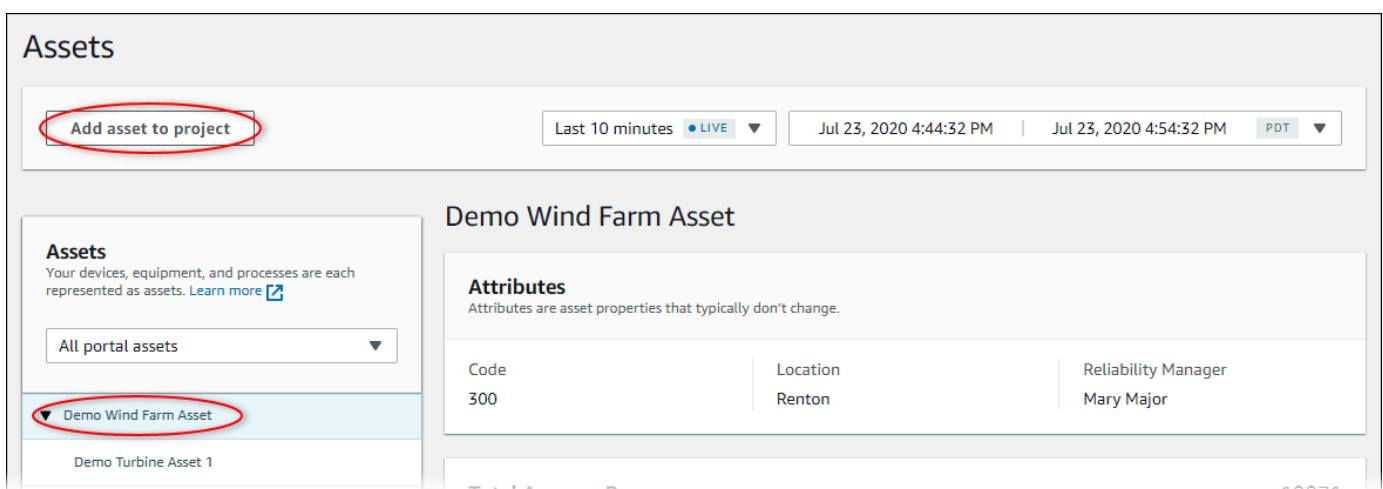 Assets
Add asset to project
Last 10 minutes LIVE
Jul 23, 2020 4:44:32 PM Jul 23, 2020 4:54:32 PM PDT
Assets
Your devices, equipment, and processes are each
represented as assets. Learn more
All portal assets
Demo Wind Farm Asset
Demo Turbine Asset 1
Demo Wind Farm Asset
Attributes
Attributes are asset properties that typically don't change.
Code
300
Location
Renton
Reliability Manager
Mary Major